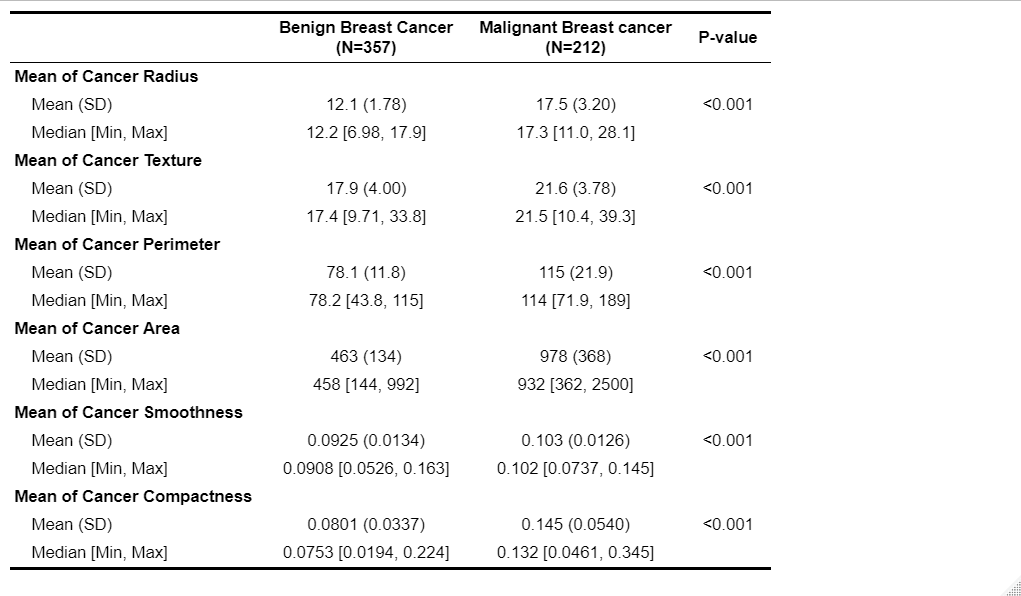 Benign Breast Cancer (N=357) Malignant Breast cancer (N=212) P-value
Mean of Cancer Radius
Mean (SD) 12.1 (1.78) 17.5 (3.20) <0.001
Median [Min, Max] 12.2 [6.98, 17.9] 17.3 [11.0, 28.1]
Mean of Cancer Texture
Mean (SD) 17.9 (4.00) 21.6 (3.78) <0.001
Median [Min, Max] 17.4 [9.71, 33.8] 21.5 [10.4, 39.3]
Mean of Cancer Perimeter
Mean (SD) 78.1 (11.8) 115 (21.9) <0.001
Median [Min, Max] 78.2 [43.8, 115] 114 [71.9, 189]
Mean of Cancer Area
Mean (SD) 463 (134) 978 (368) <0.001
Median [Min, Max] 458 [144, 992] 932 [362, 2500]
Mean of Cancer Smoothness
Mean (SD) 0.0925 (0.0134) 0.103 (0.0126) <0.001
Median [Min, Max] 0.0908 [0.0526, 0.163] 0.102 [0.0737, 0.145]
Mean of Cancer Compactness
Mean (SD) 0.0801 (0.0337) 0.145 (0.0540) <0.001
Median [Min, Max] 0.0753 [0.0194, 0.224] 0.132 [0.0461, 0.345]